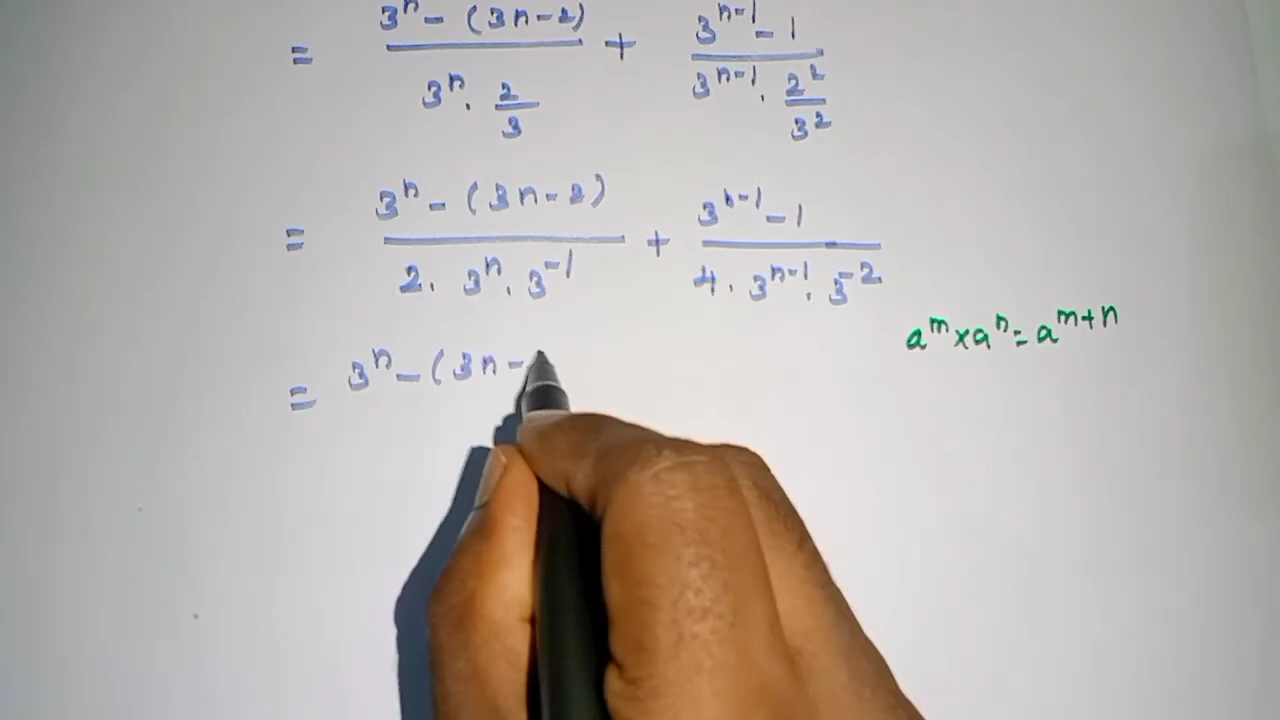 = 3^n - (3n-2) / 3^n . 2/3 + 3^{n-1} - 1 / 3^{n-1} . 2^2/3^2
= 3^n - (3n-2) / 2 . 3^n . 3^{-1} + 3^{n-1} - 1 / 4 . 3^{n-1} . 3^{-2}
a^m × a^n = a^{m+n}
= 3^n - (3n -